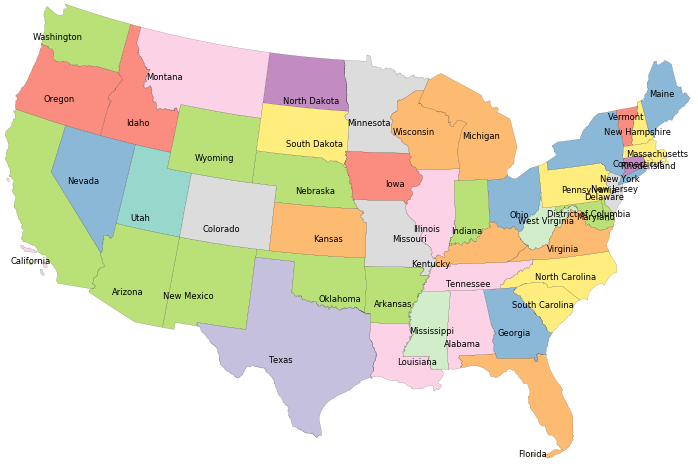 Washington
Maine
Montana
Oregon
North Dakota
Vermont
Idaho
Minnesota
Wisconsin
Michigan
New Hampshire
South Dakota
Massachusetts
Wyoming
Connecticut
Rhode Island
Nevada
Nebraska
Iowa
New York
Pennsylvania
New Jersey
Delaware
Utah
Ohio
District of Columbia
Maryland
West Virginia
Colorado
Illinois
Indiana
Kansas
Missouri
Virginia
California
Kentucky
North Carolina
Tennessee
Arizona
New Mexico
Oklahoma
Arkansas
South Carolina
Mississippi
Georgia
Alabama
Texas
Louisiana
Florida